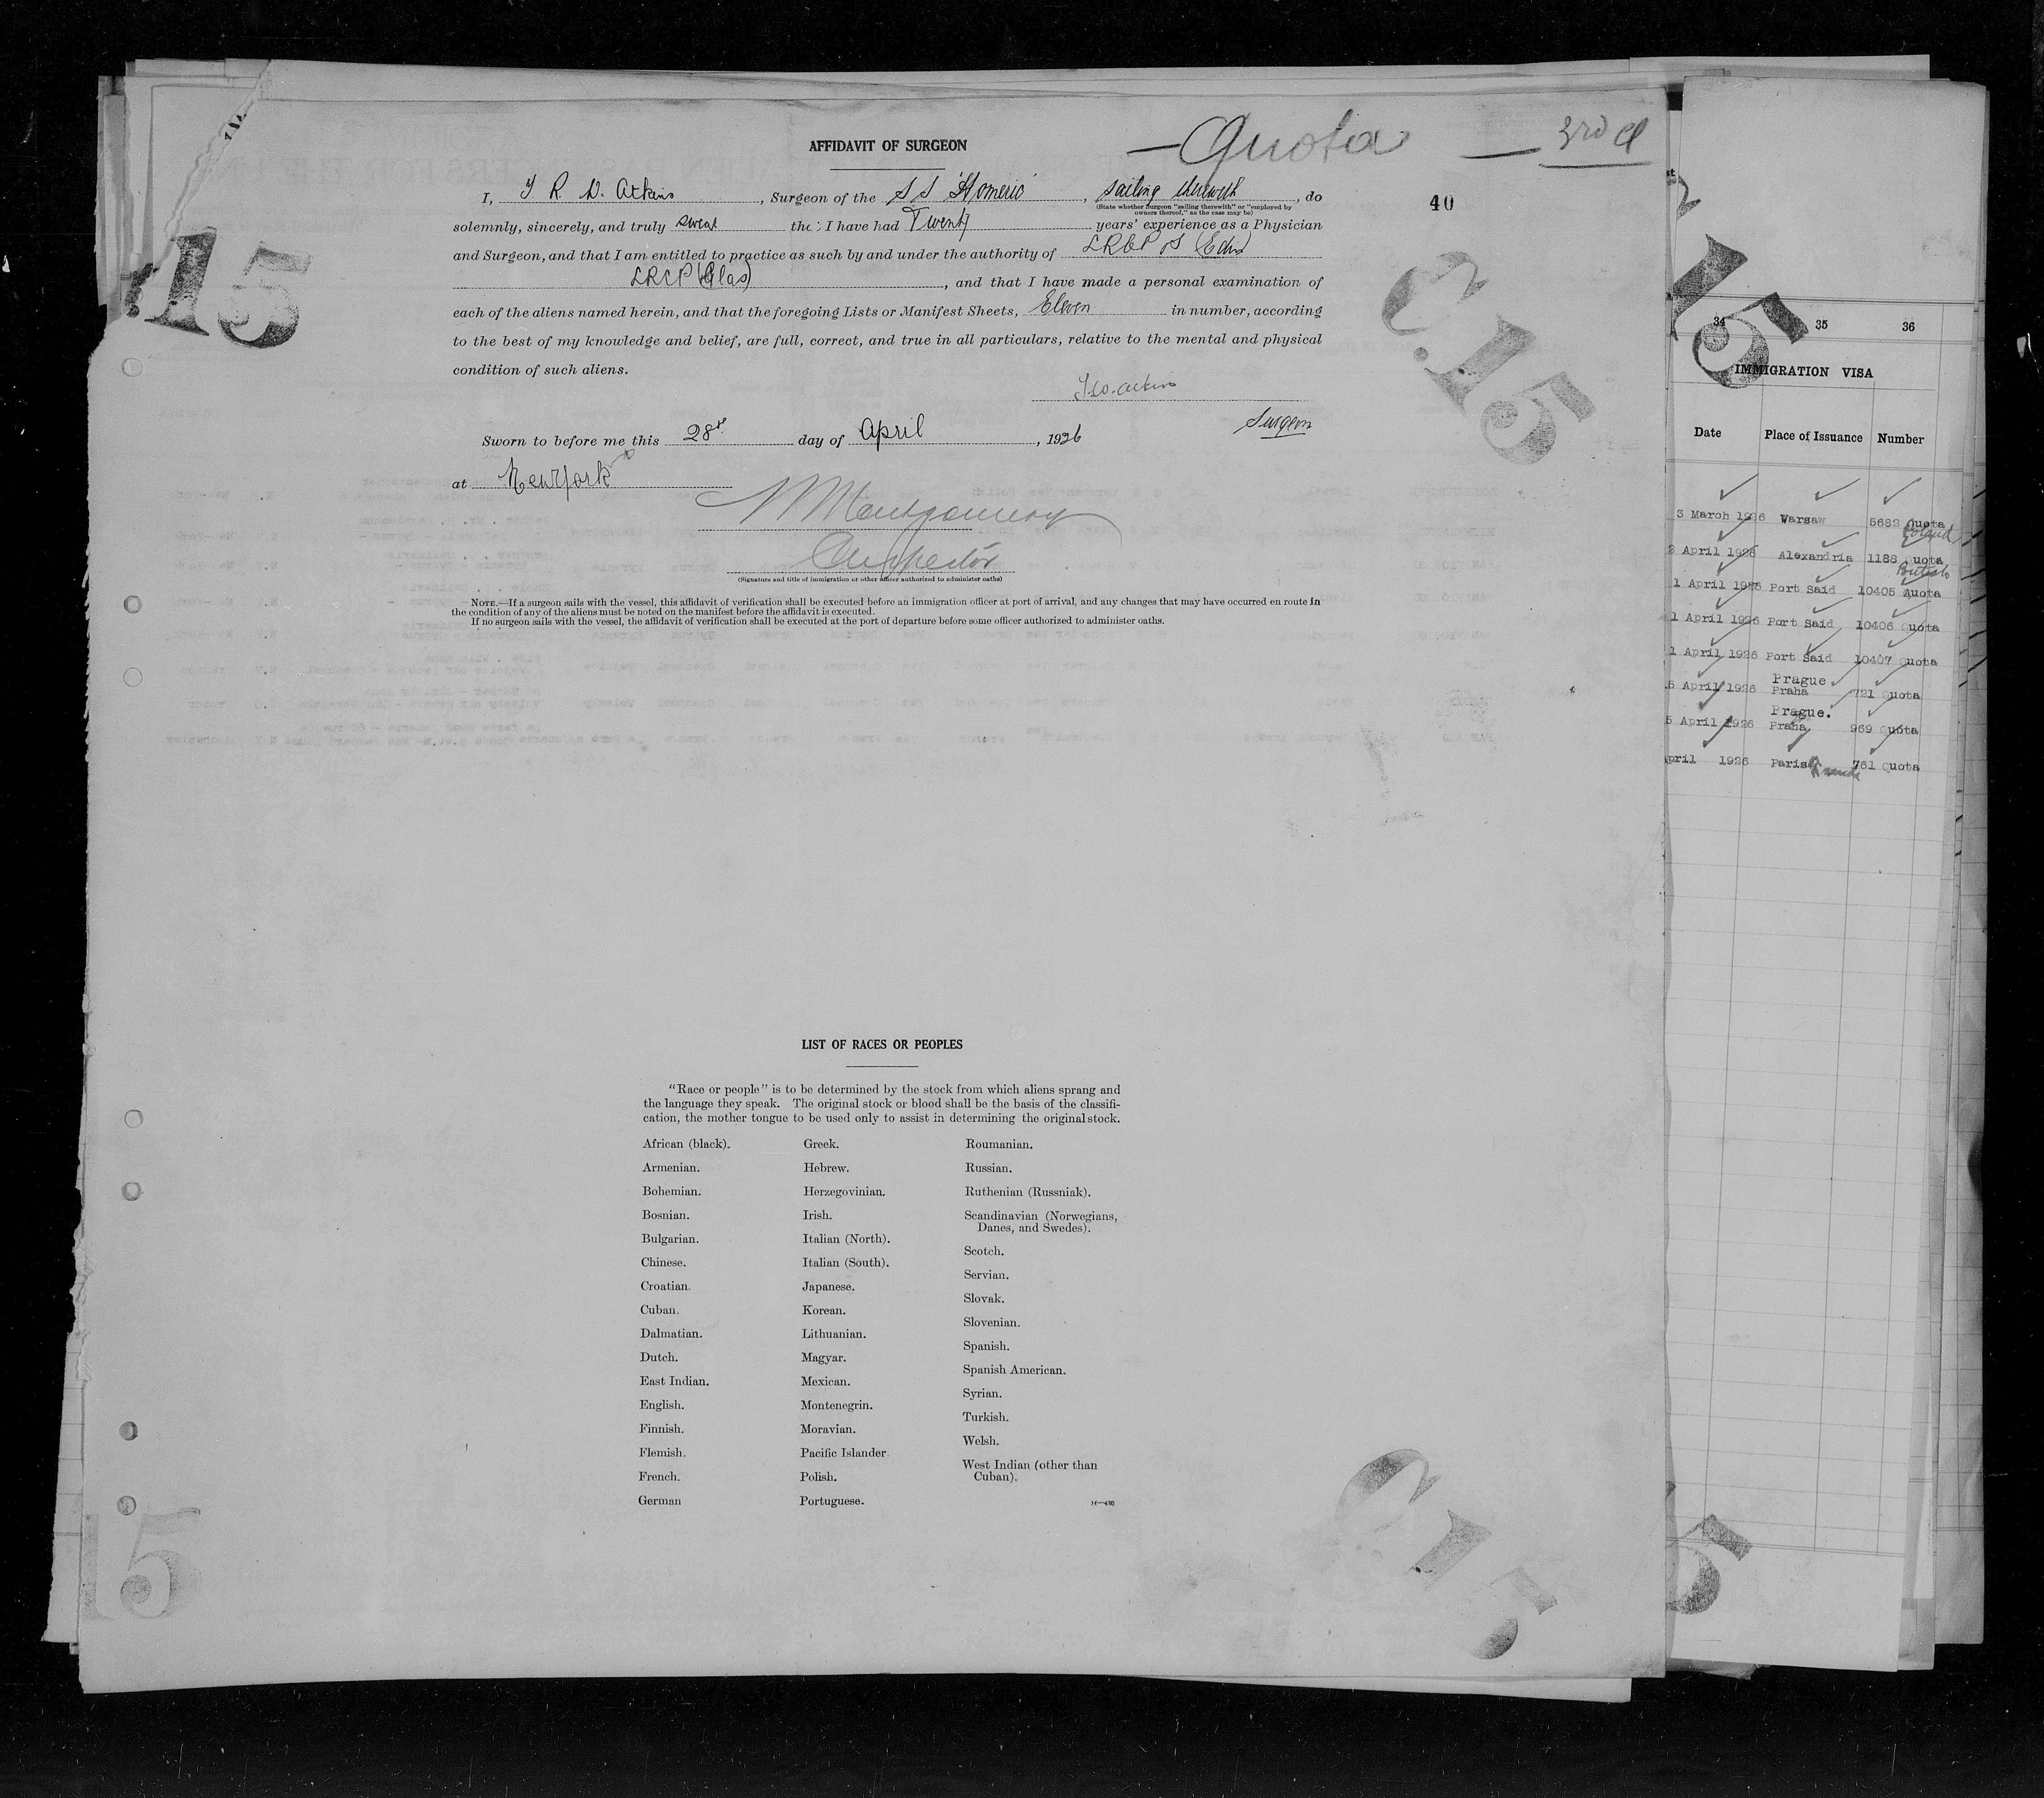 AFFIDAVIT OF SURGEON
— Quota — 3rd Cl
40
I, T R. W. Atkins, Surgeon of the S S 'Homeric', sailing therewith, do
(State whether Surgeon "sailing therewith" or "employed by
owners thereof," as the case may be)
solemnly, sincerely, and truly swear that I have had Twenty years' experience as a Physician
and Surgeon, and that I am entitled to practice as such by and under the authority of LRCP & S (Edin)
LRCP (Glas), and that I have made a personal examination of
each of the aliens named herein, and that the foregoing Lists or Manifest Sheets, Eleven in number, according
to the best of my knowledge and belief, are full, correct, and true in all particulars, relative to the mental and physical
condition of such aliens.
Atkins
Surgeon
Sworn to before me this 28th day of April, 1926
at New York
Montgomery
Inspector
(Signature and title of immigration or other officer authorized to administer oaths)
NOTE.—If a surgeon sails with the vessel, this affidavit of verification shall be executed before an immigration officer at port of arrival, and any changes that may have occurred en route in
the condition of any of the aliens must be noted on the manifest before the affidavit is executed.
If no surgeon sails with the vessel, the affidavit of verification shall be executed at the port of departure before some officer authorized to administer oaths.
LIST OF RACES OR PEOPLES
"Race or people" is to be determined by the stock from which aliens sprang and
the language they speak. The original stock or blood shall be the basis of the classifi-
cation, the mother tongue to be used only to assist in determining the original stock.
African (black).
Armenian.
Bohemian.
Bosnian.
Bulgarian.
Chinese.
Croatian.
Cuban.
Dalmatian.
Dutch.
East Indian.
English.
Finnish.
Flemish.
French.
German
Greek.
Hebrew.
Herzegovinian.
Irish.
Italian (North).
Italian (South).
Japanese.
Korean.
Lithuanian.
Magyar.
Mexican.
Montenegrin.
Moravian.
Pacific Islander.
Polish.
Portuguese.
Roumanian.
Russian.
Ruthenian (Russniak).
Scandinavian (Norwegians,
Danes, and Swedes).
Scotch.
Servian.
Slovak.
Slovenian.
Spanish.
Spanish American.
Syrian.
Turkish.
Welsh.
West Indian (other than
Cuban).
15
C.15
15
C15
15
34 35 36
IMMIGRATION VISA
Date Place of Issuance Number
3 March 1926 Warsaw 5682 Quota
Poland
2 April 1926 Alexandria 1188 Quota
British
1 April 1926 Port Said 10405 Quota
1 April 1926 Port Said 10406 Quota
1 April 1926 Port Said 10407 Quota
Prague
5 April 1926 Praha 721 Quota
Prague.
5 April 1926 Praha 969 Quota
pril 1926 Paris 761 Quota
5